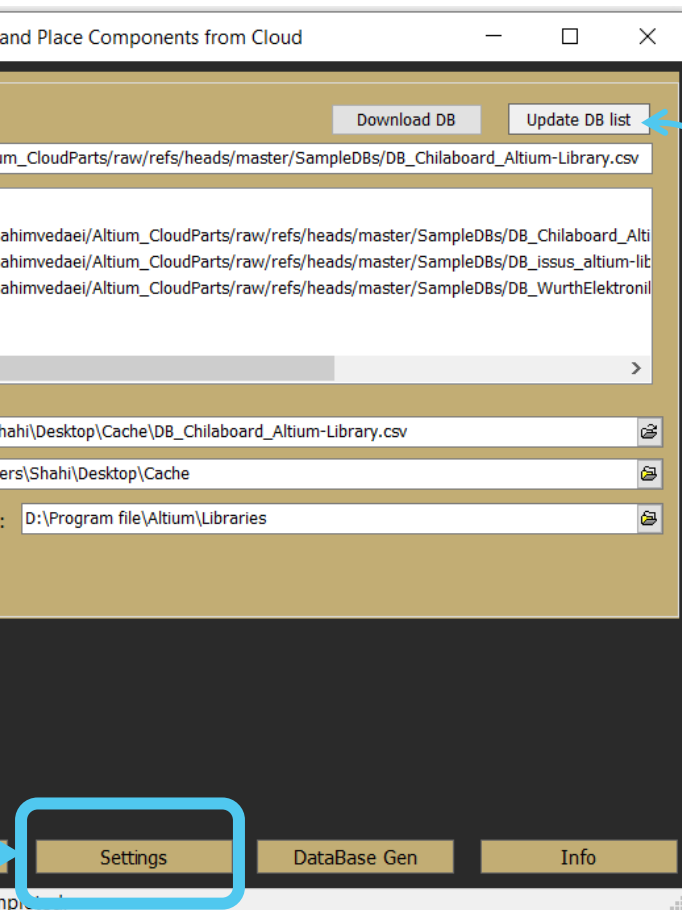 and Place Components from Cloud
Download DB Update DB list
um_CloudParts/raw/refs/heads/master/SampleDBs/DB_Chilaboard_Altium-Library.csv
ahimvedaei/Altium_CloudParts/raw/refs/heads/master/SampleDBs/DB_Chilaboard_Alti
ahimvedaei/Altium_CloudParts/raw/refs/heads/master/SampleDBs/DB_issus_altium-lib
ahimvedaei/Altium_CloudParts/raw/refs/heads/master/SampleDBs/DB_WurthElektronil
hahi\Desktop\Cache\DB_Chilaboard_Altium-Library.csv
ers\Shahi\Desktop\Cache
: D:\Program file\Altium\Libraries
Settings DataBase Gen Info